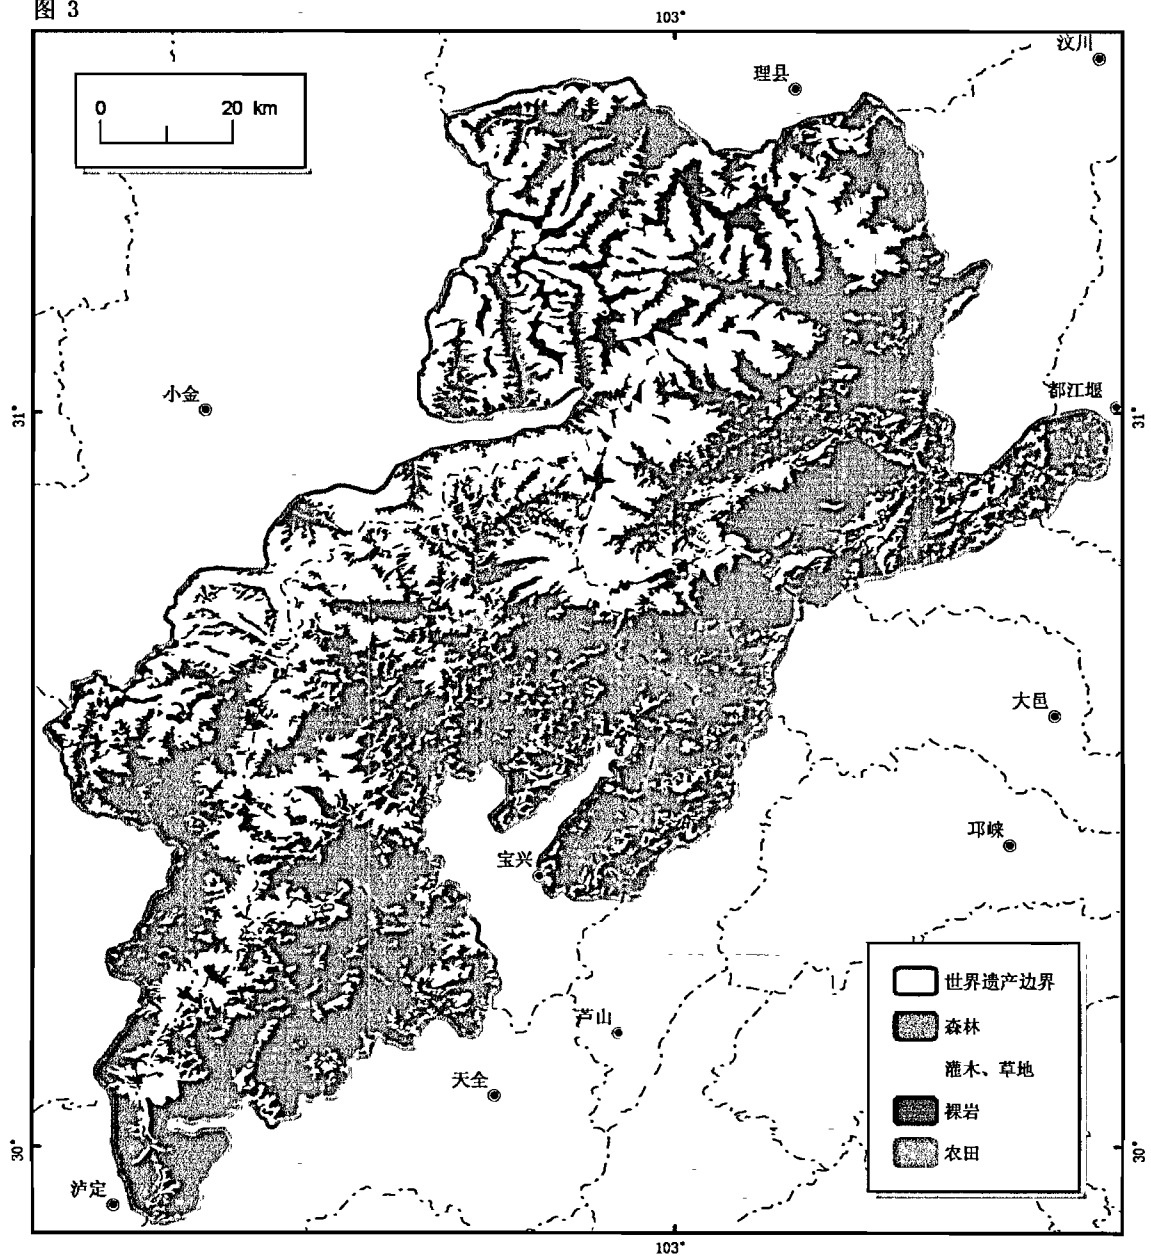 图 3
103°
汶川
理县
0 20 km
小金
都江堰
31°
31°
大邑
邛崃
宝兴
世界遗产边界
森林
芦山
灌木、草地
天全
裸岩
农田
30°
30°
泸定
103°